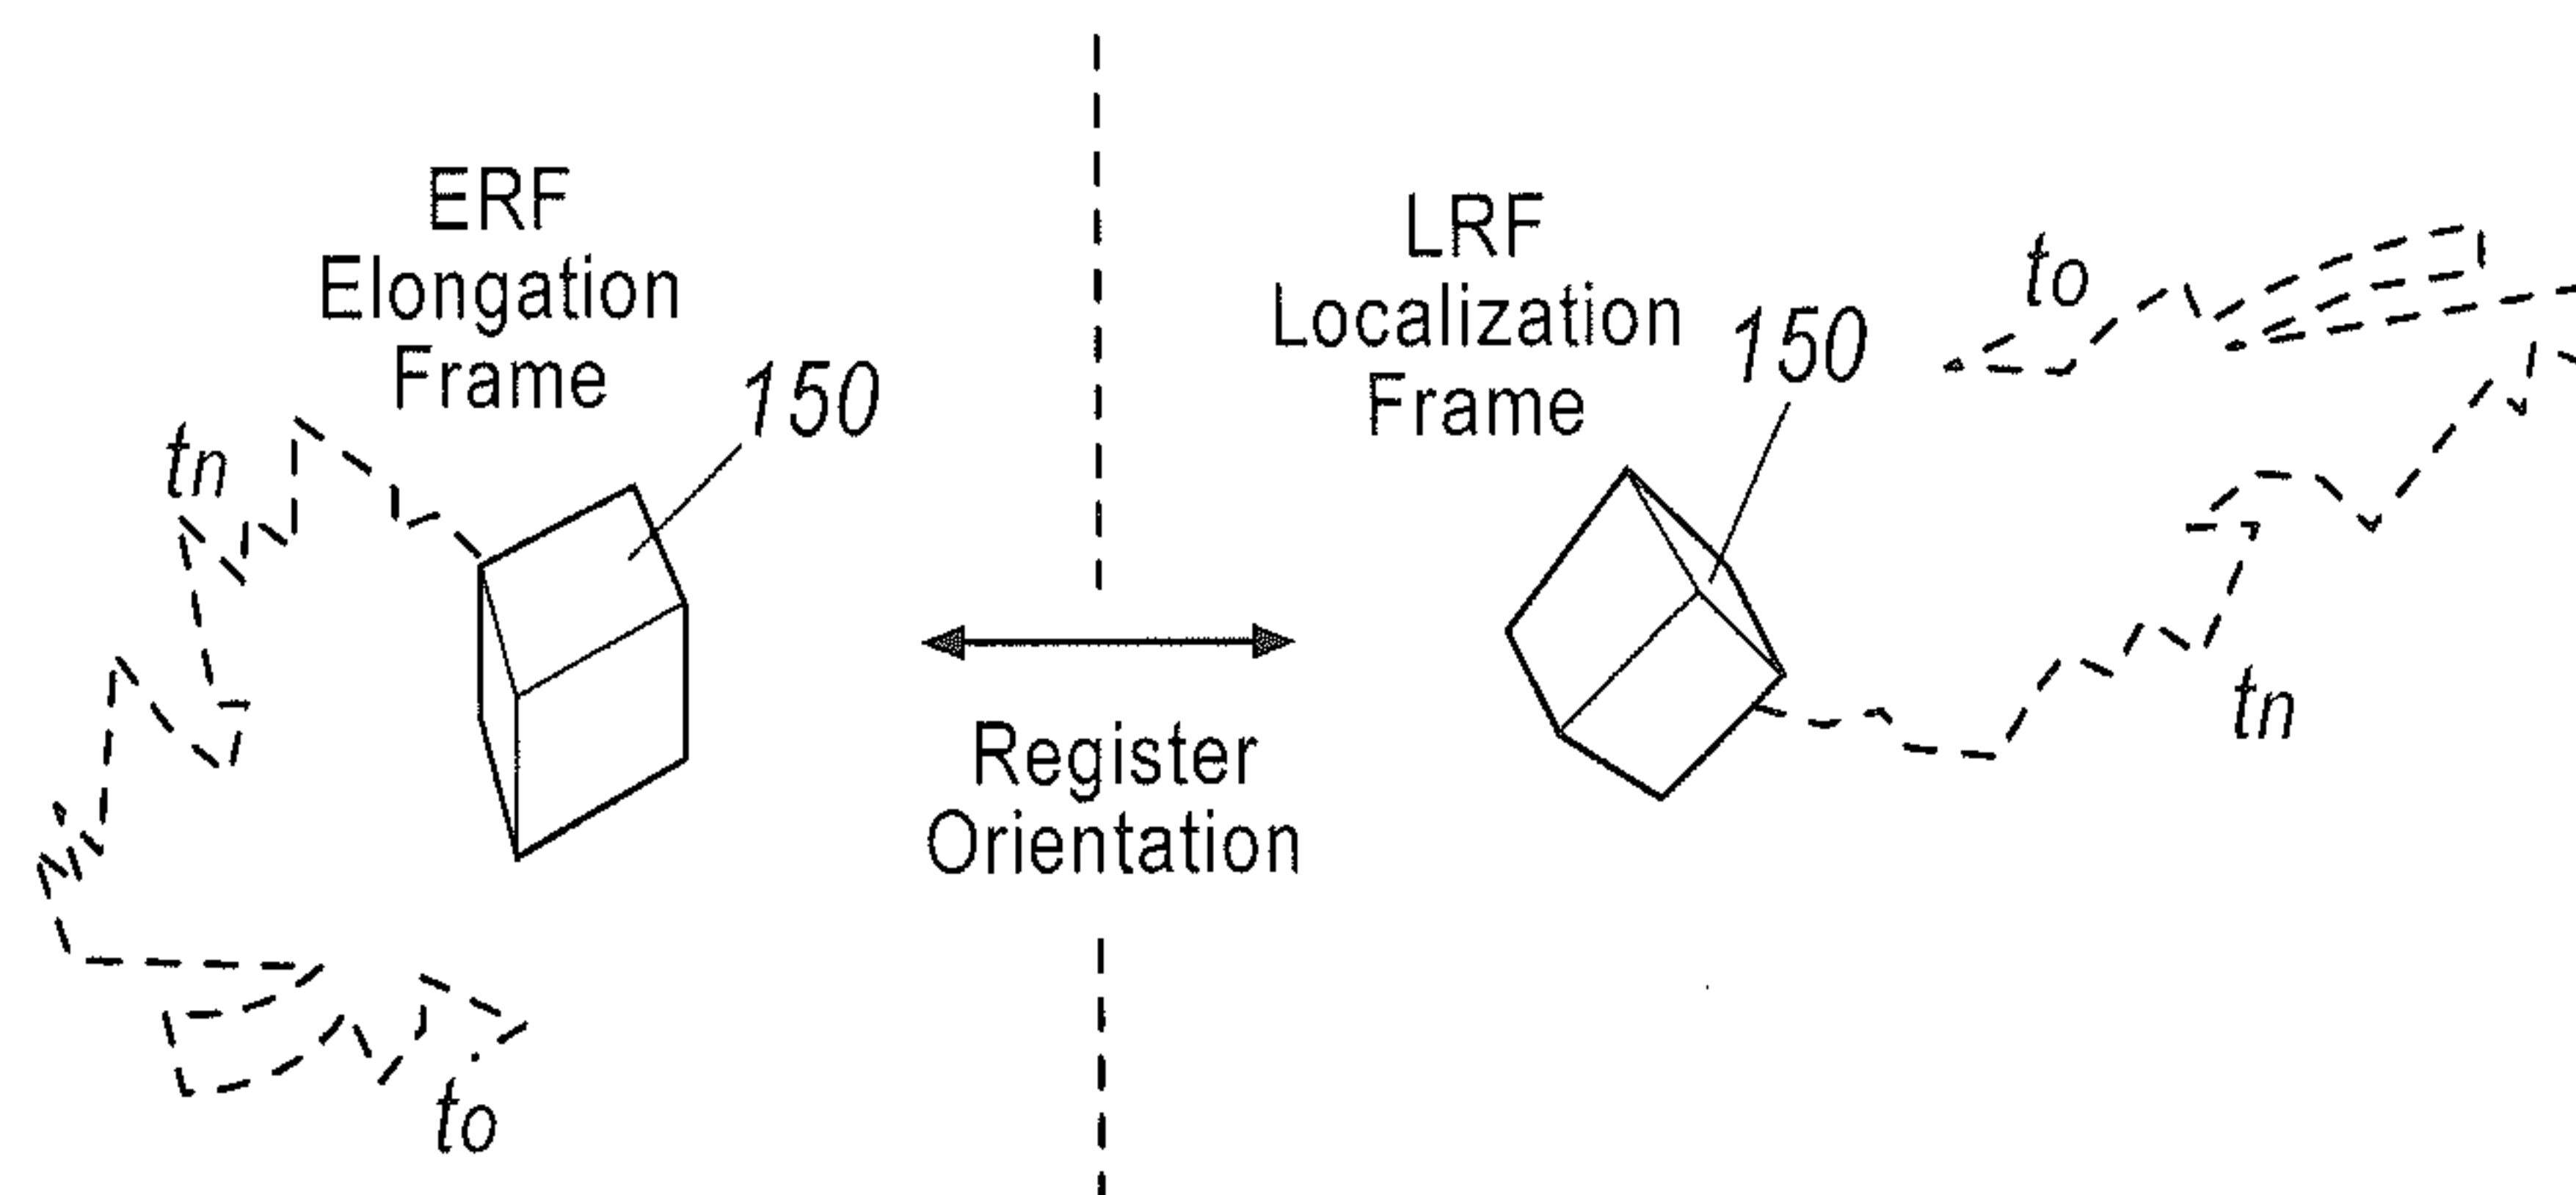 ERF
Elongation
Frame
150
tn
to
Register
Orientation
LRF
Localization
Frame
150
to
tn